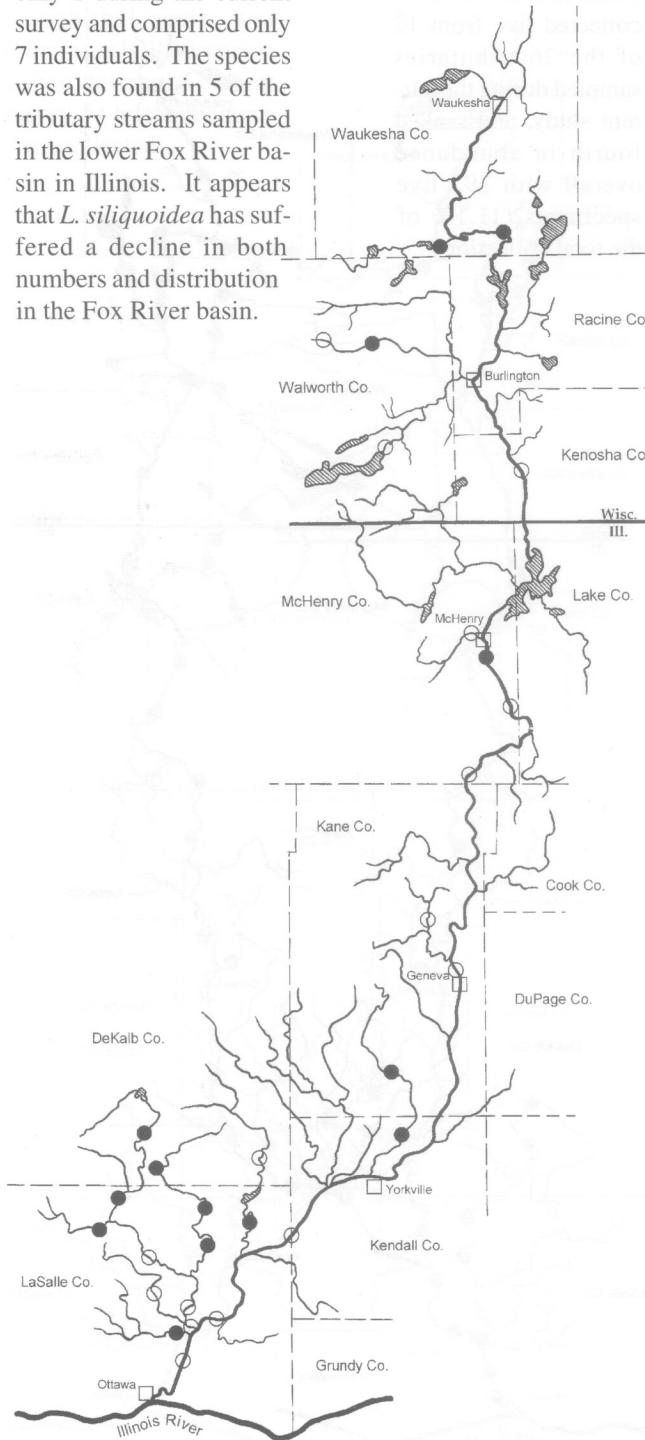 survey and comprised only
7 individuals. The species
was also found in 5 of the
tributary streams sampled
in the lower Fox River ba-
sin in Illinois. It appears
that L. siliquoidea has suf-
fered a decline in both
numbers and distribution
in the Fox River basin.
Waukesha
Waukesha Co.
Racine Co
Walworth Co.
Burlington
Kenosha Co
Wisc.
Ill.
McHenry Co.
Lake Co.
McHenry
Kane Co.
Cook Co.
Geneva
DuPage Co.
DeKalb Co.
Yorkville
Kendall Co.
LaSalle Co.
Grundy Co.
Ottawa
Illinois River